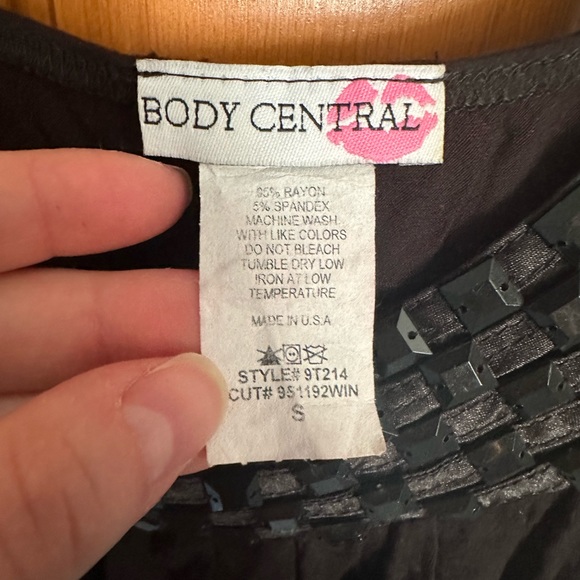 BODY CENTRAL
95% RAYON
5% SPANDEX
MACHINE WASH
WITH LIKE COLORS
DO NOT BLEACH
TUMBLE DRY LOW
IRON AT LOW
TEMPERATURE
MADE IN U.S.A
STYLE# 9T214
CUT# 951192WIN
S